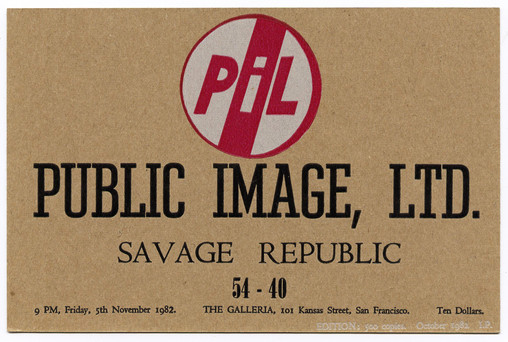 PiL
PUBLIC IMAGE, LTD.
SAVAGE REPUBLIC
54 - 40
9 PM, Friday, 5th November 1982. THE GALLERIA, 101 Kansas Street, San Francisco. Ten Dollars.
EDITION: 500 copies. October 1982